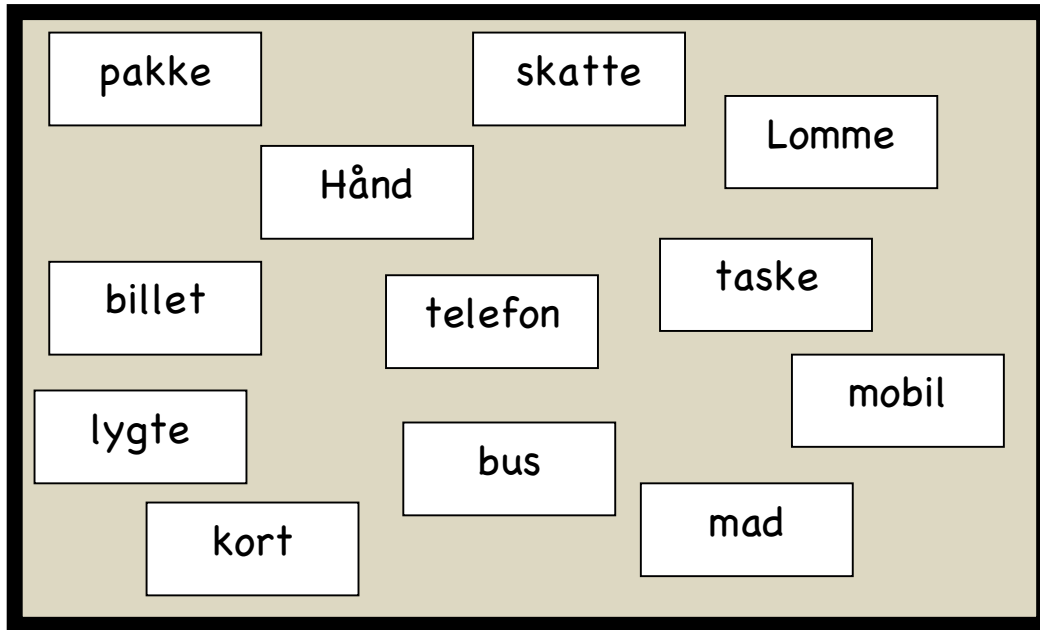 pakke
skatte
Lomme
Hånd
taske
billet
telefon
mobil
lygte
bus
mad
kort